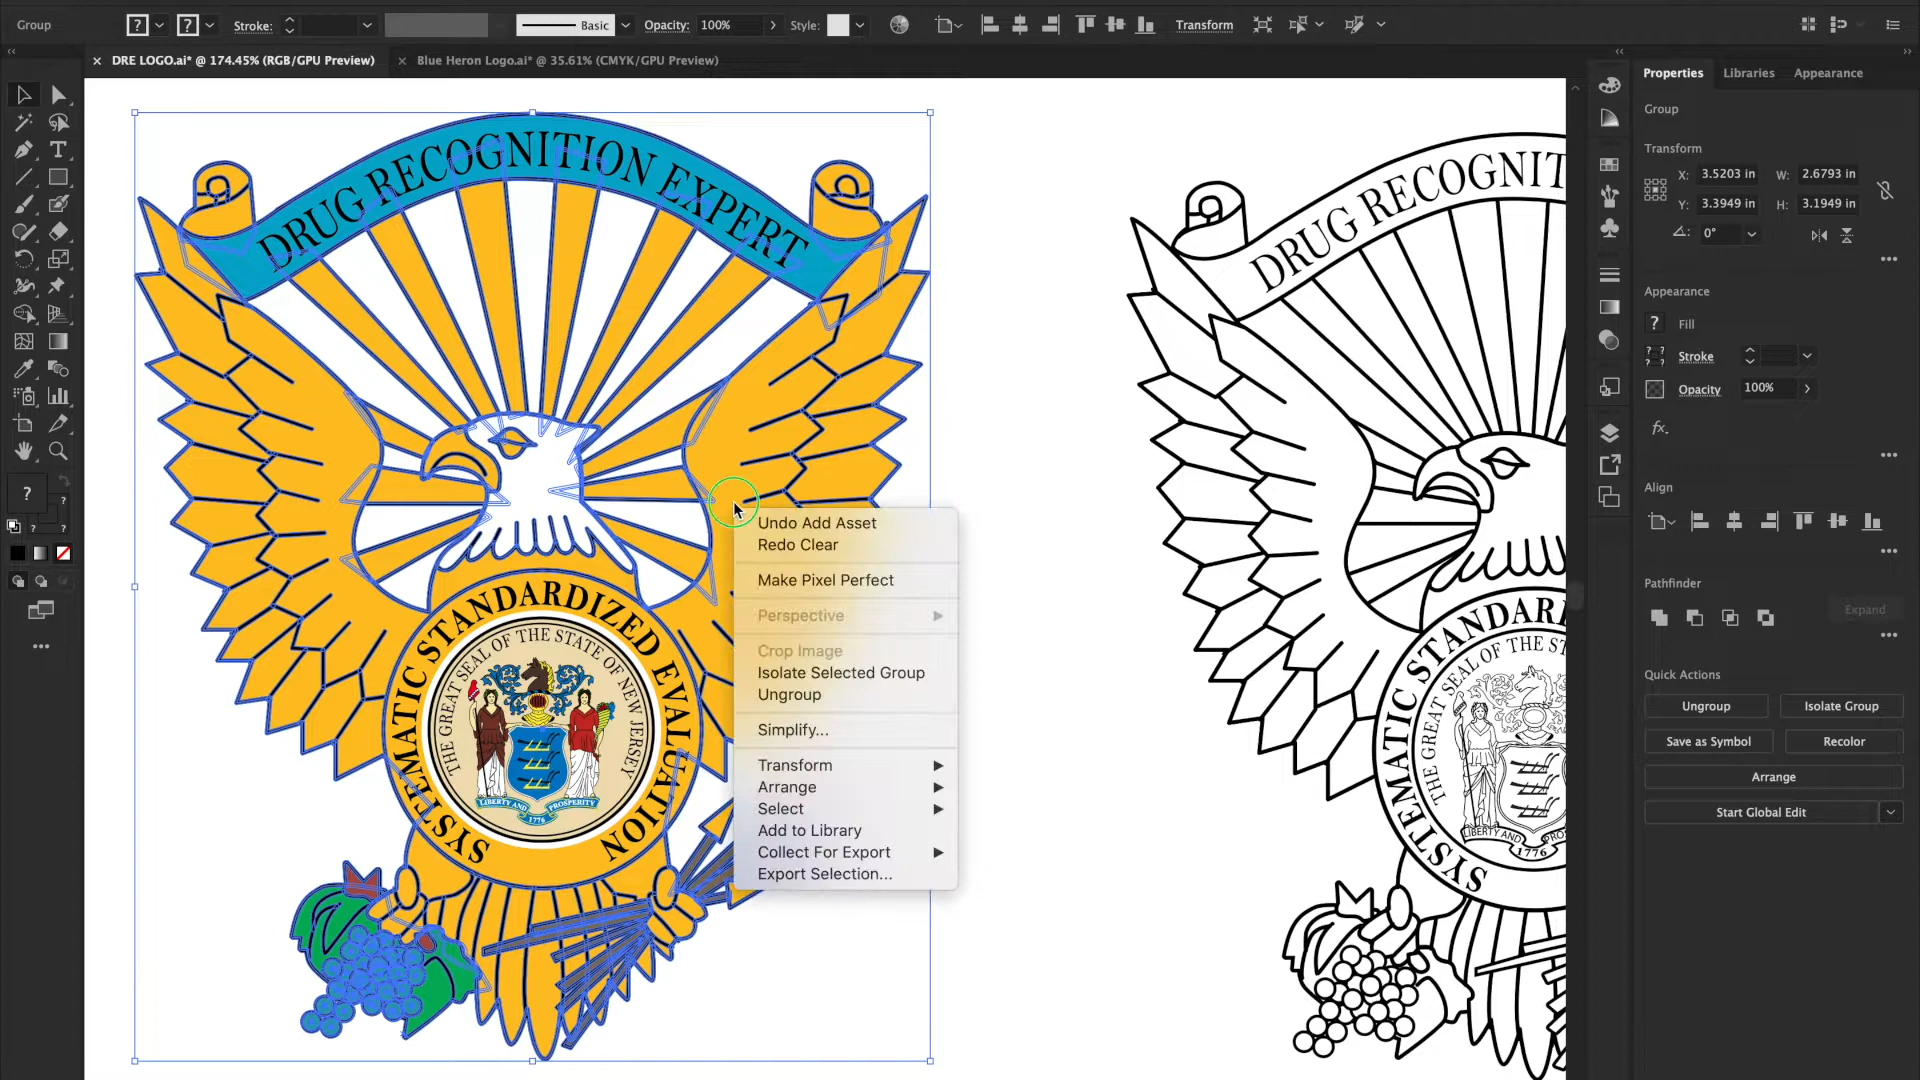 Group
?
?
Stroke:
Basic
Opacity:
100%
Style:
Transform
× DRE LOGO.ai* @ 174.45% (RGB/GPU Preview)
× Blue Heron Logo.ai* @ 35.61% (CMYK/GPU Preview)
Properties
Libraries
Appearance
Group
Transform
X: 3.5203 in
W: 2.6793 in
Y: 3.3949 in
H: 3.1949 in
0°
Appearance
? Fill
Stroke
Opacity
100%
fx
Align
Pathfinder
Expand
Quick Actions
Ungroup
Isolate Group
Save as Symbol
Recolor
Arrange
Start Global Edit
DRUG RECOGNITION EXPERT
SYSTEMATIC STANDARDIZED EVALUATION
THE GREAT SEAL OF THE STATE OF NEW JERSEY
LIBERTY AND PROSPERITY
1776
Undo Add Asset
Redo Clear
Make Pixel Perfect
Perspective
Crop Image
Isolate Selected Group
Ungroup
Simplify...
Transform
Arrange
Select
Add to Library
Collect For Export
Export Selection...
DRUG RECOGNIT
SYSTEMATIC STANDARD
THE GREAT SEAL OF THE ST
LIBERTY AND PROS
1776
?
?
?
?